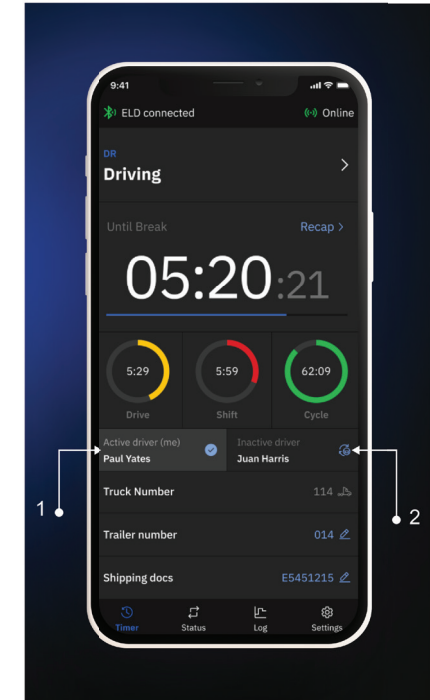 9:41
ELD connected
Online
DR
Driving
Until Break
Recap >
05:20:21
5:29
5:59
62:09
Drive
Shift
Cycle
Active driver (me)
Inactive driver
Paul Yates
Juan Harris
1
2
Truck Number
114
Trailer number
014
Shipping docs
E5451215
Timer
Status
Log
Settings